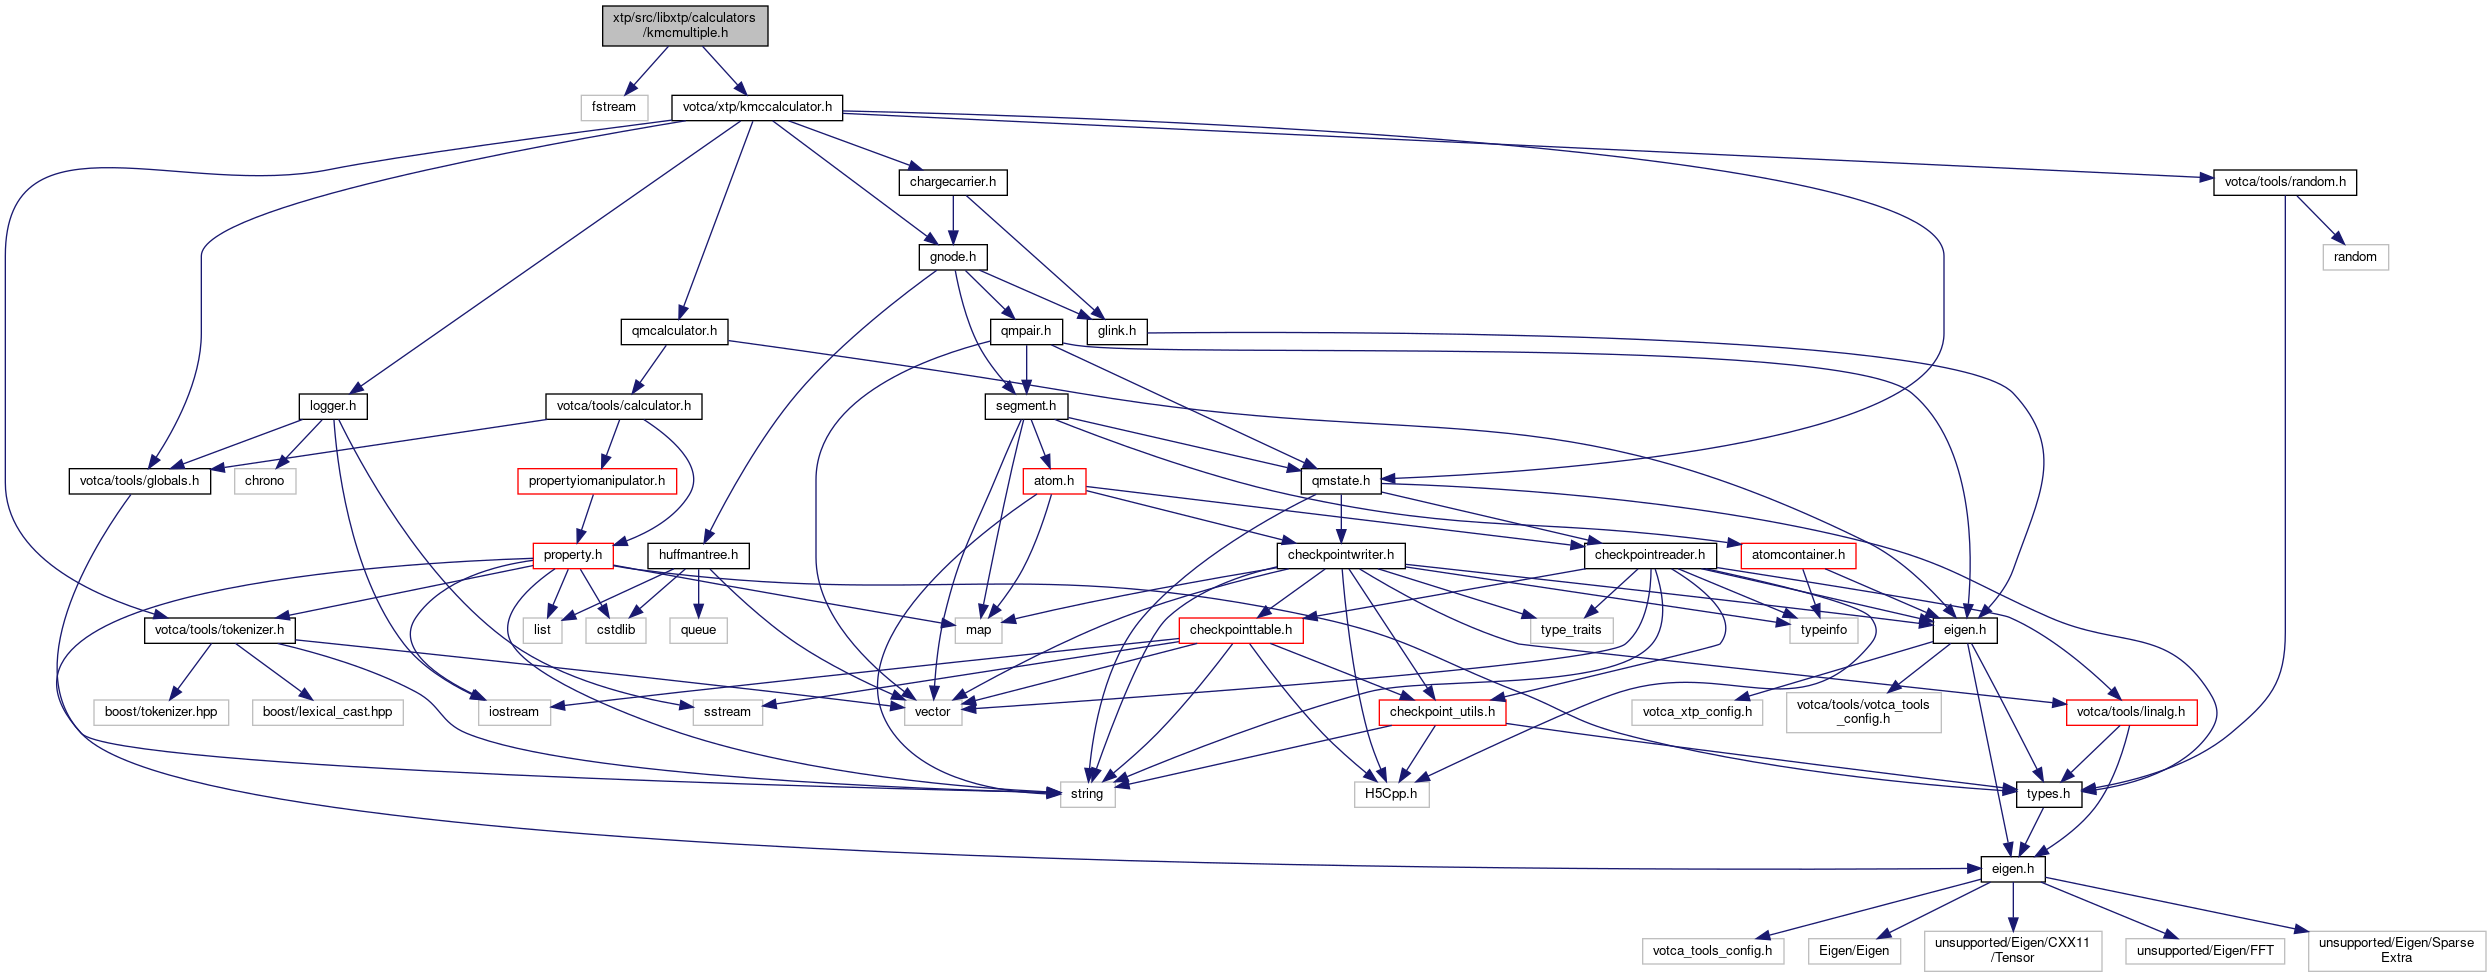 xtp/src/libxtp/calculators
/kmcmultiple.h
fstream
votca/xtp/kmccalculator.h
chargecarrier.h
votca/tools/random.h
gnode.h
random
qmcalculator.h
qmpair.h
glink.h
logger.h
votca/tools/calculator.h
segment.h
votca/tools/globals.h
chrono
propertyiomanipulator.h
atom.h
qmstate.h
property.h
huffmantree.h
checkpointwriter.h
checkpointreader.h
atomcontainer.h
votca/tools/tokenizer.h
list
cstdlib
queue
map
checkpointtable.h
type_traits
typeinfo
eigen.h
boost/tokenizer.hpp
boost/lexical_cast.hpp
iostream
sstream
vector
checkpoint_utils.h
votca_xtp_config.h
votca/tools/votca_tools
_config.h
votca/tools/linalg.h
string
H5Cpp.h
types.h
eigen.h
votca_tools_config.h
Eigen/Eigen
unsupported/Eigen/CXX11
/Tensor
unsupported/Eigen/FFT
unsupported/Eigen/Sparse
Extra